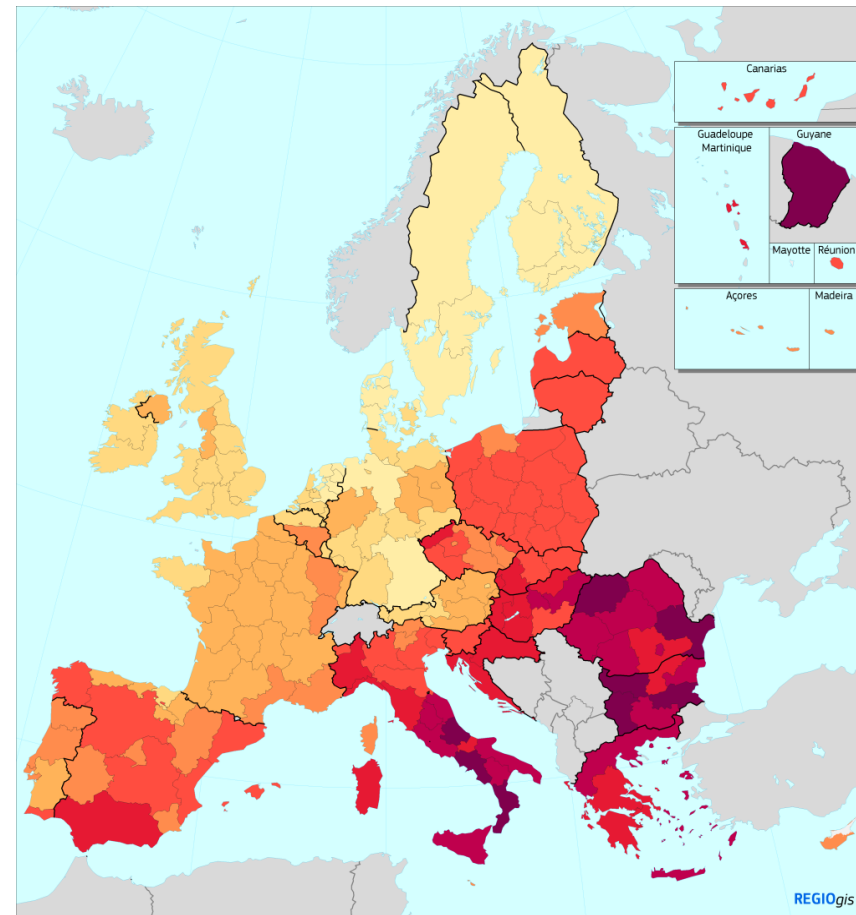 Canarias
Guadeloupe
Martinique
Guyane
Mayotte
Réunion
Açores
Madeira
REGIOgis